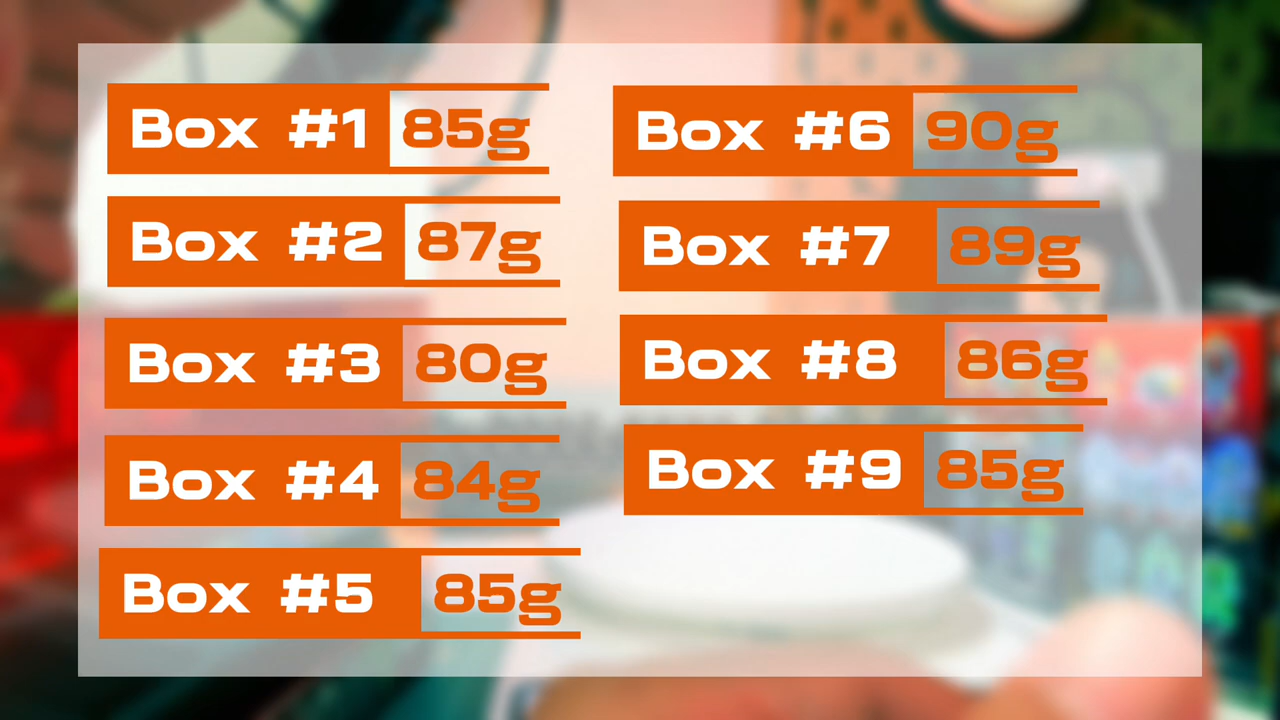 Box #1 85g
Box #2 87g
Box #3 80g
Box #4 84g
Box #5 85g
Box #6 90g
Box #7 89g
Box #8 86g
Box #9 85g